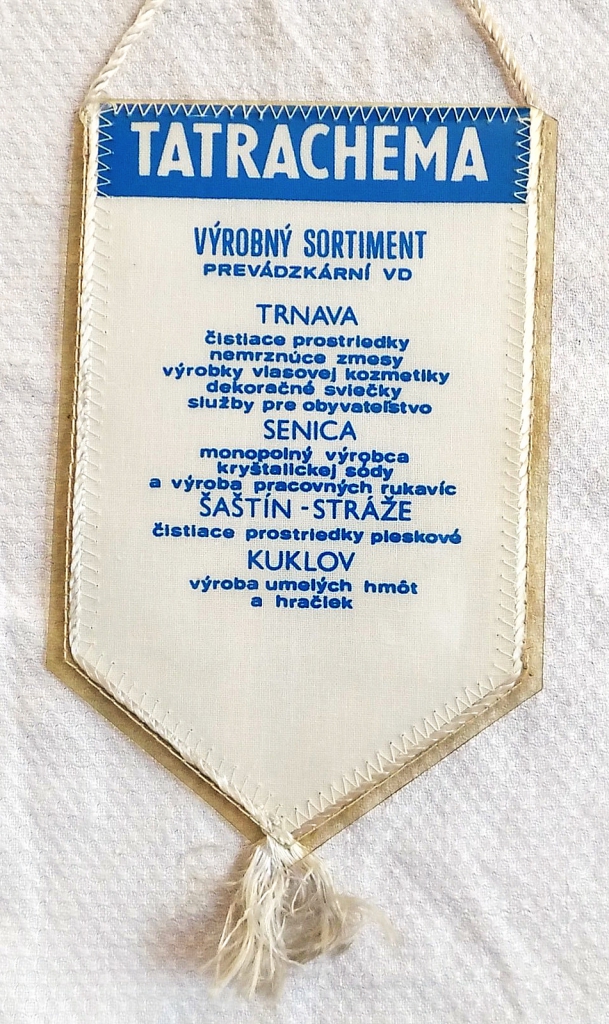 TATRACHEMA
VÝROBNÝ SORTIMENT
PREVÁDZKÁRNÍ VD
TRNAVA
čistiace prostriedky
nemrznúce zmesy
výrobky vlasovej kozmetiky
dekoračné sviečky
služby pre obyvateľstvo
SENICA
monopolný výrobca
kryštalickej sódy
a výroba pracovných rukavíc
ŠAŠTÍN - STRÁŽE
čistiace prostriedky pieskové
KUKLOV
výroba umelých hmôt
a hračiek